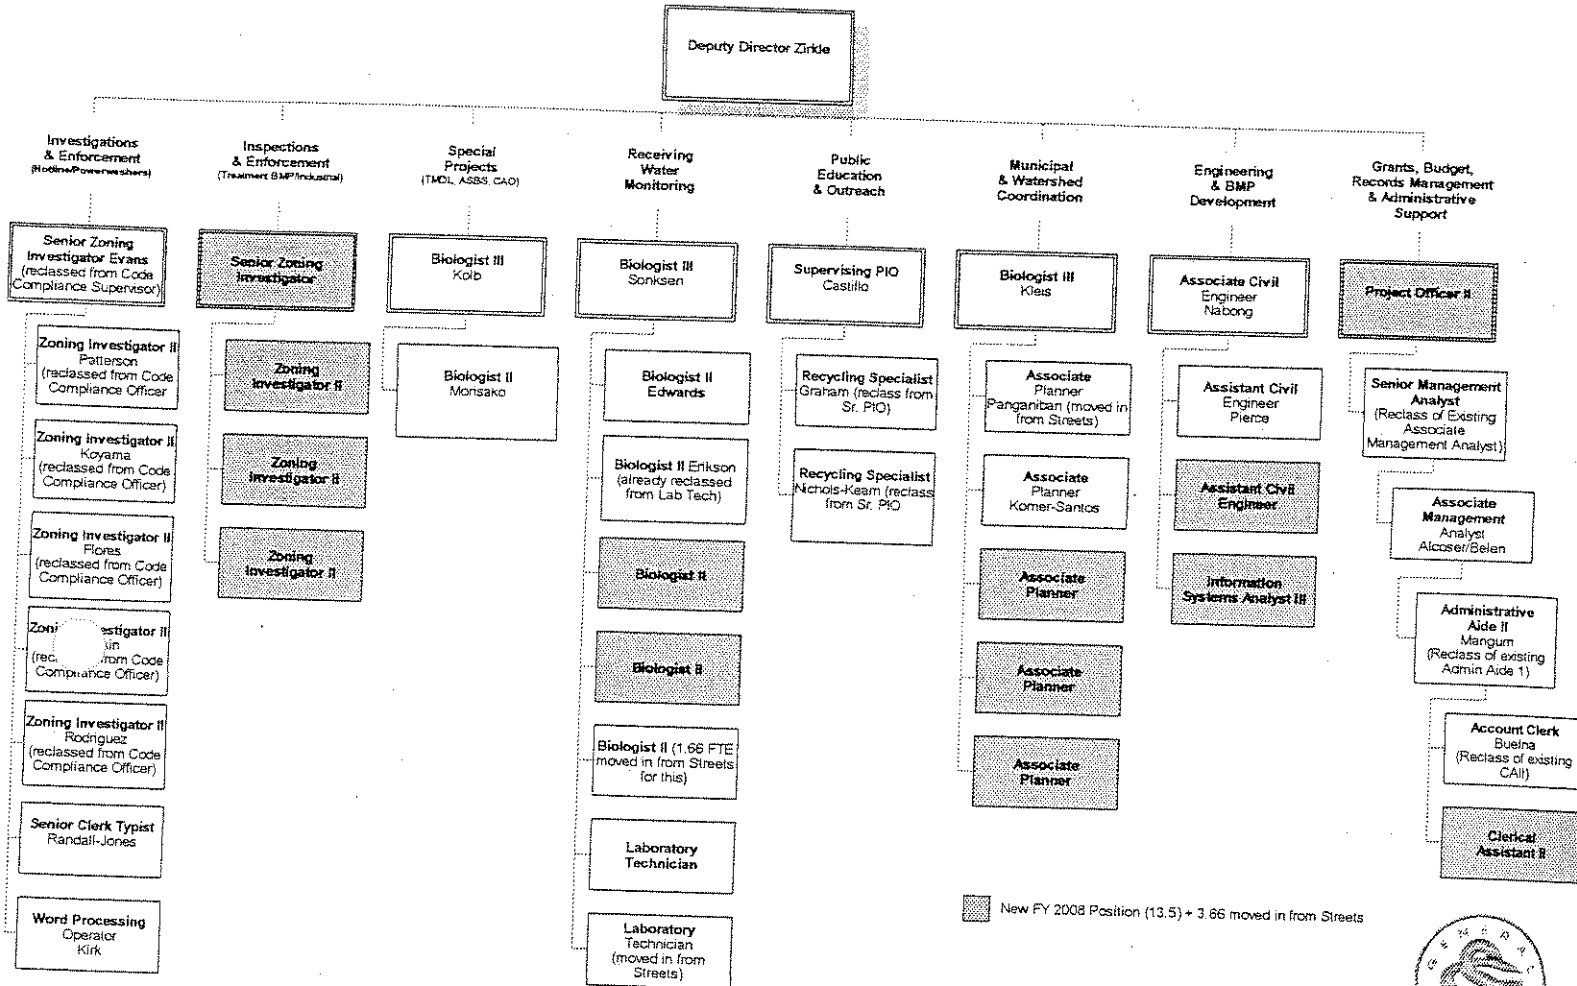 Deputy Director Zirkle
Investigations
& Enforcement
(Hotline/Powerwashers)
Inspections
& Enforcement
(Treatment BMP/Industrial)
Special
Projects
(TMDL, ASBS, CAO)
Receiving
Water
Monitoring
Public
Education
& Outreach
Municipal
& Watershed
Coordination
Engineering
& BMP
Development
Grants, Budget,
Records Management
& Administrative
Support
Senior Zoning
Investigator Evans
(reclassed from Code
Compliance Supervisor)
Zoning Investigator II
Patterson
(reclassed from Code
Compliance Officer
Zoning Investigator II
Koyama
(reclassed from Code
Compliance Officer)
Zoning Investigator II
Flores
(reclassed from Code
Compliance Officer)
Investigator II
from Code
Compliance Officer)
Zoning Investigator II
Rodriguez
(reclassed from Code
Compliance Officer)
Senior Clerk Typist
Randall-Jones
Word Processing
Operator
Kirk
Senior Zoning
Investigator
Zoning
Investigator II
Zoning
Investigator II
Zoning
Investigator II
Biologist III
Kolb
Biologist II
Morisako
Biologist III
Sonksen
Biologist II
Edwards
Biologist II Erikson
(already reclassed
from Lab Tech)
Biologist II
Biologist II
Biologist II (1.66 FTE
moved in from Streets
for this)
Laboratory
Technician
Laboratory
Technician
(moved in from
Streets)
Supervising PIO
Castillo
Recycling Specialist
Graham (reclass from
Sr. PIO)
Recycling Specialist
Nichols-Kearn (reclass
from Sr. PIO
Biologist III
Kleis
Associate
Planner
Panganiban (moved in
from Streets)
Associate
Planner
Komer-Santos
Associate
Planner
Associate
Planner
Associate
Planner
Associate Civil
Engineer
Nabong
Assistant Civil
Engineer
Pierce
Assistant Civil
Engineer
Information
Systems Analyst III
Project Officer II
Senior Management
Analyst
(Reclass of Existing
Associate
Management Analyst)
Associate
Management
Analyst
Alcoser/Belen
Administrative
Aide II
Mangum
(Reclass of existing
Admin Aide 1)
Account Clerk
Buelna
(Reclass of existing
CAII)
Clerical
Assistant II
New FY 2008 Position (13.5) + 3.66 moved in from Streets